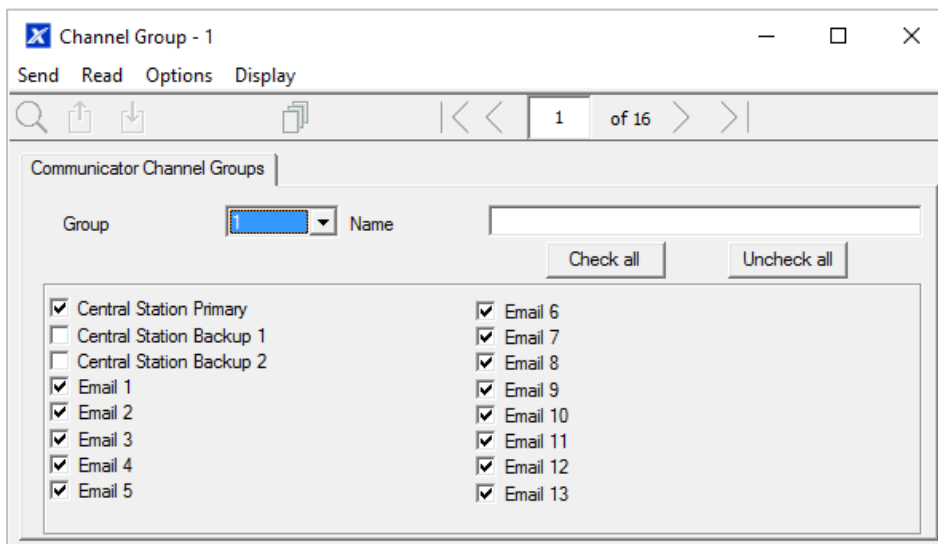 Channel Group - 1
Send Read Options Display
1 of 16
Communicator Channel Groups
Group 1 Name
Check all Uncheck all
Central Station Primary
Central Station Backup 1
Central Station Backup 2
Email 1
Email 2
Email 3
Email 4
Email 5
Email 6
Email 7
Email 8
Email 9
Email 10
Email 11
Email 12
Email 13